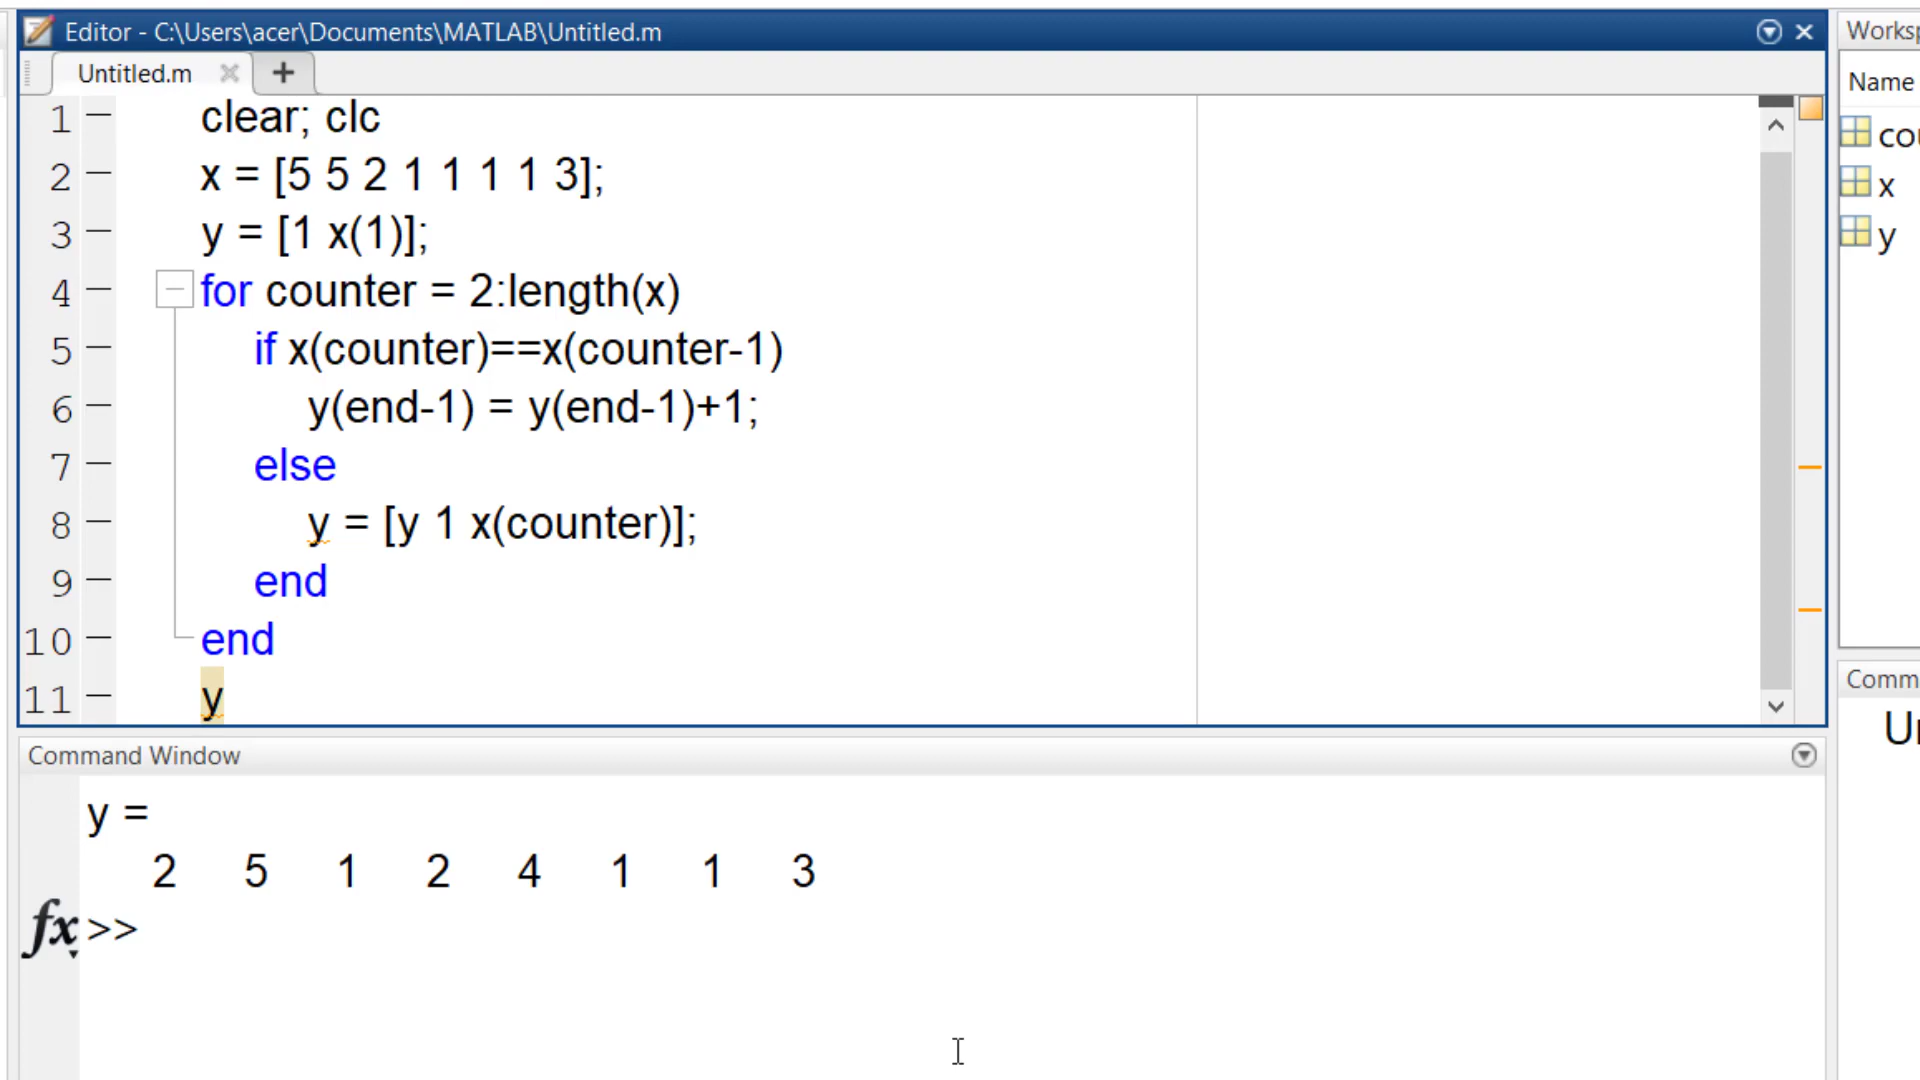 Editor - C:\Users\acer\Documents\MATLAB\Untitled.m
Untitled.m
1 clear; clc
2 x = [5 5 2 1 1 1 1 3];
3 y = [1 x(1)];
4 for counter = 2:length(x)
5 if x(counter)==x(counter-1)
6 y(end-1) = y(end-1)+1;
7 else
8 y = [y 1 x(counter)];
9 end
10 end
11 y
Command Window
y =
2 5 1 2 4 1 1 3
fx >>
Name
x
y